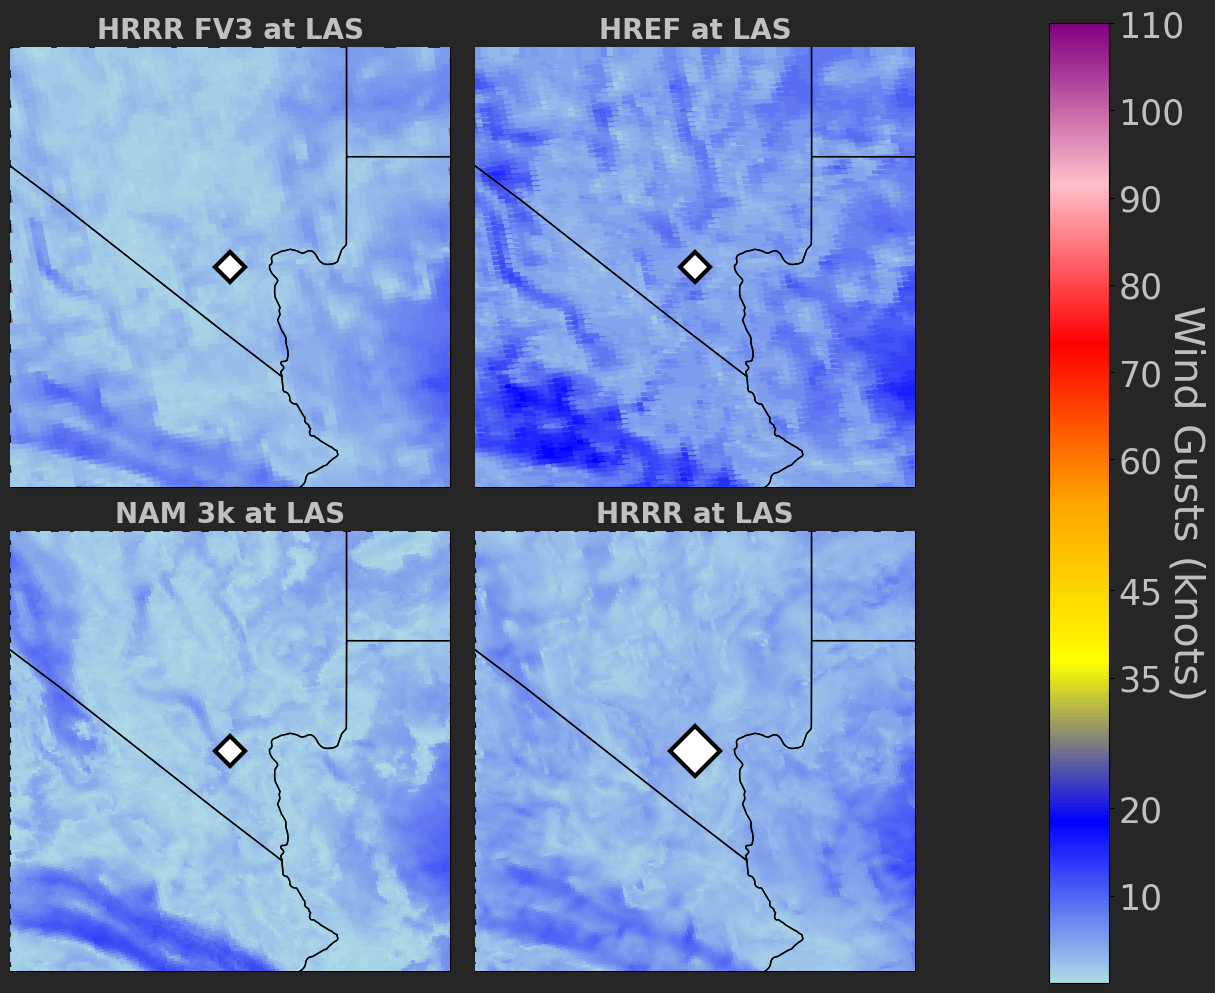 HRRR FV3 at LAS
HREF at LAS
NAM 3k at LAS
HRRR at LAS
110
100
90
80
70
60
45
35
20
10
Wind Gusts (knots)